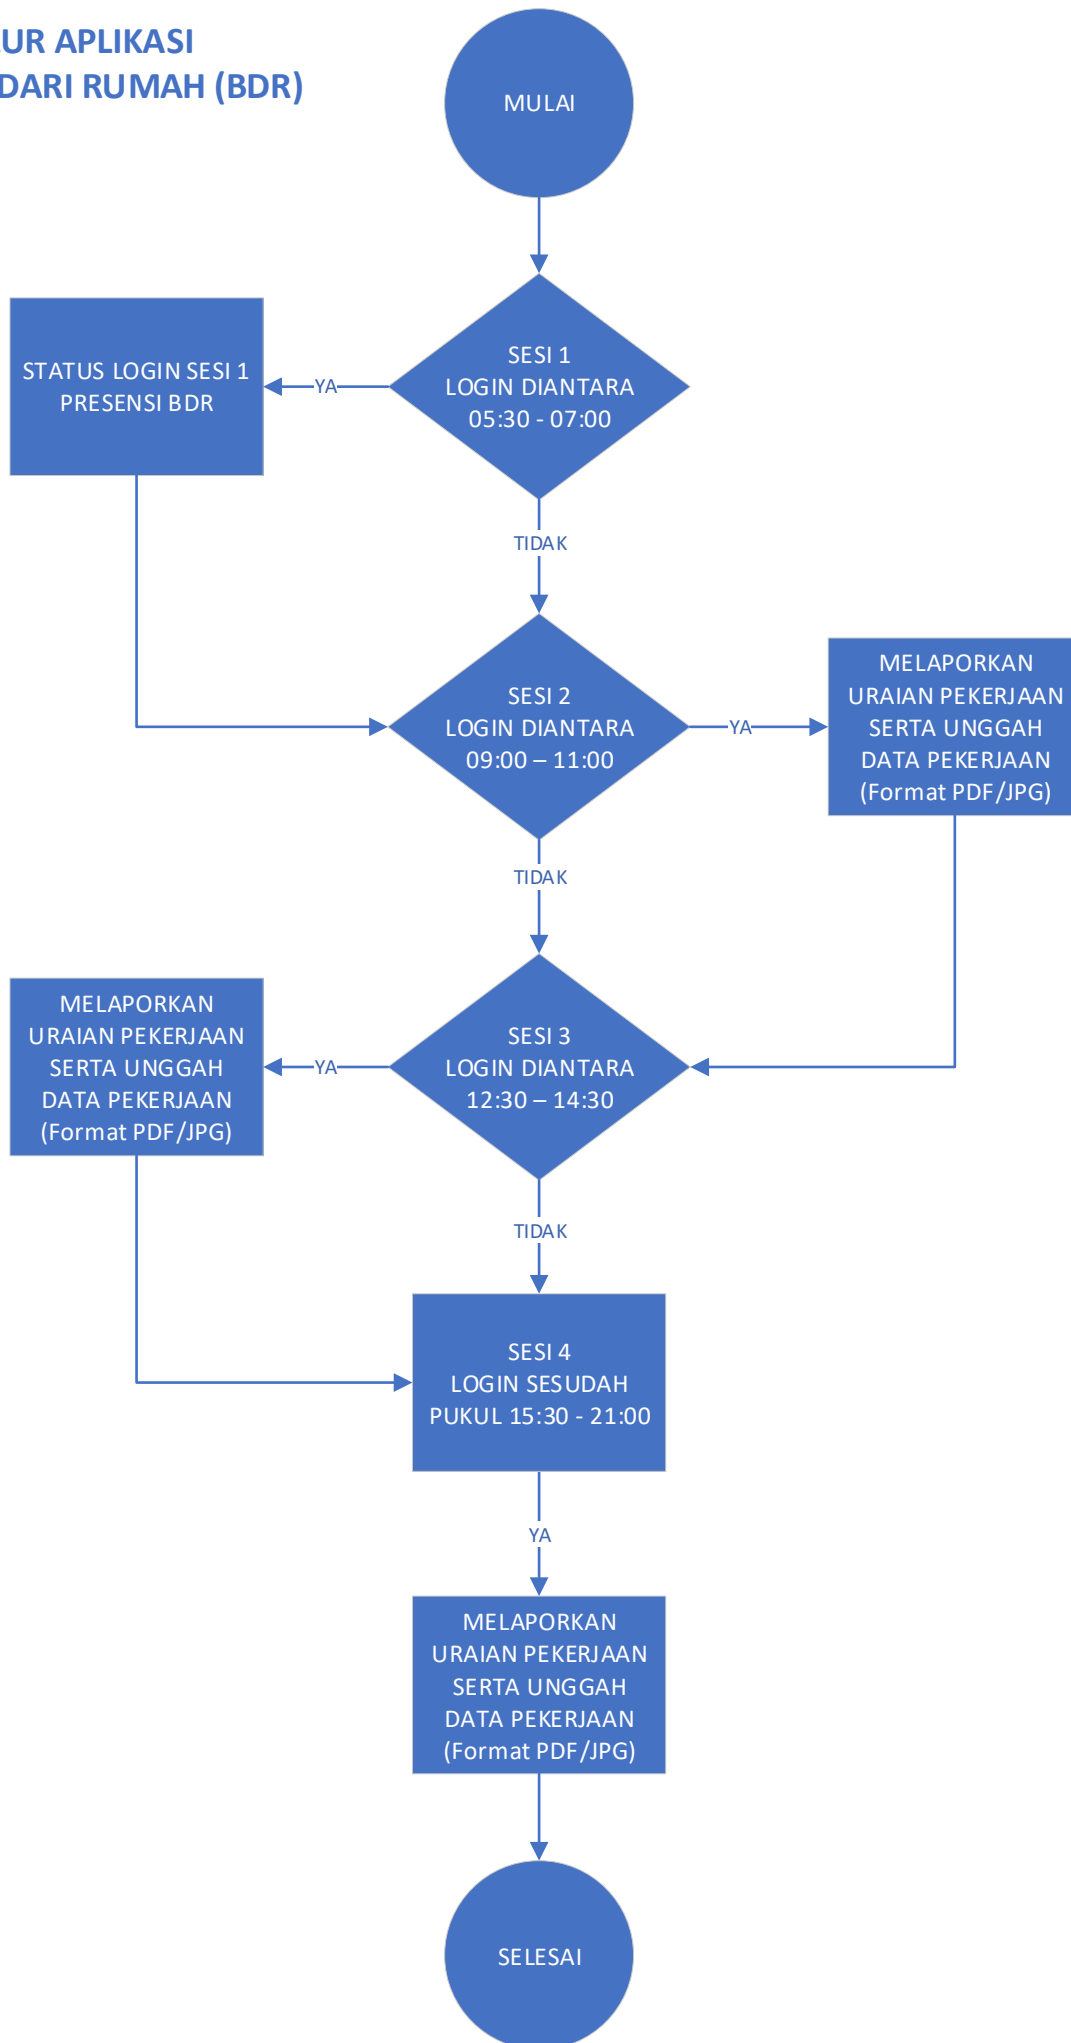 UR APLIKASI
DARI RUMAH (BDR)
MULAI
SESI 1
LOGIN DIANTARA
05:30 - 07:00
YA
STATUS LOGIN SESI 1
PRESENSI BDR
TIDAK
SESI 2
LOGIN DIANTARA
09:00 – 11:00
YA
MELAPORKAN
URAIAN PEKERJAAN
SERTA UNGGAH
DATA PEKERJAAN
(Format PDF/JPG)
TIDAK
SESI 3
LOGIN DIANTARA
12:30 – 14:30
YA
MELAPORKAN
URAIAN PEKERJAAN
SERTA UNGGAH
DATA PEKERJAAN
(Format PDF/JPG)
TIDAK
SESI 4
LOGIN SESUDAH
PUKUL 15:30 - 21:00
YA
MELAPORKAN
URAIAN PEKERJAAN
SERTA UNGGAH
DATA PEKERJAAN
(Format PDF/JPG)
SELESAI